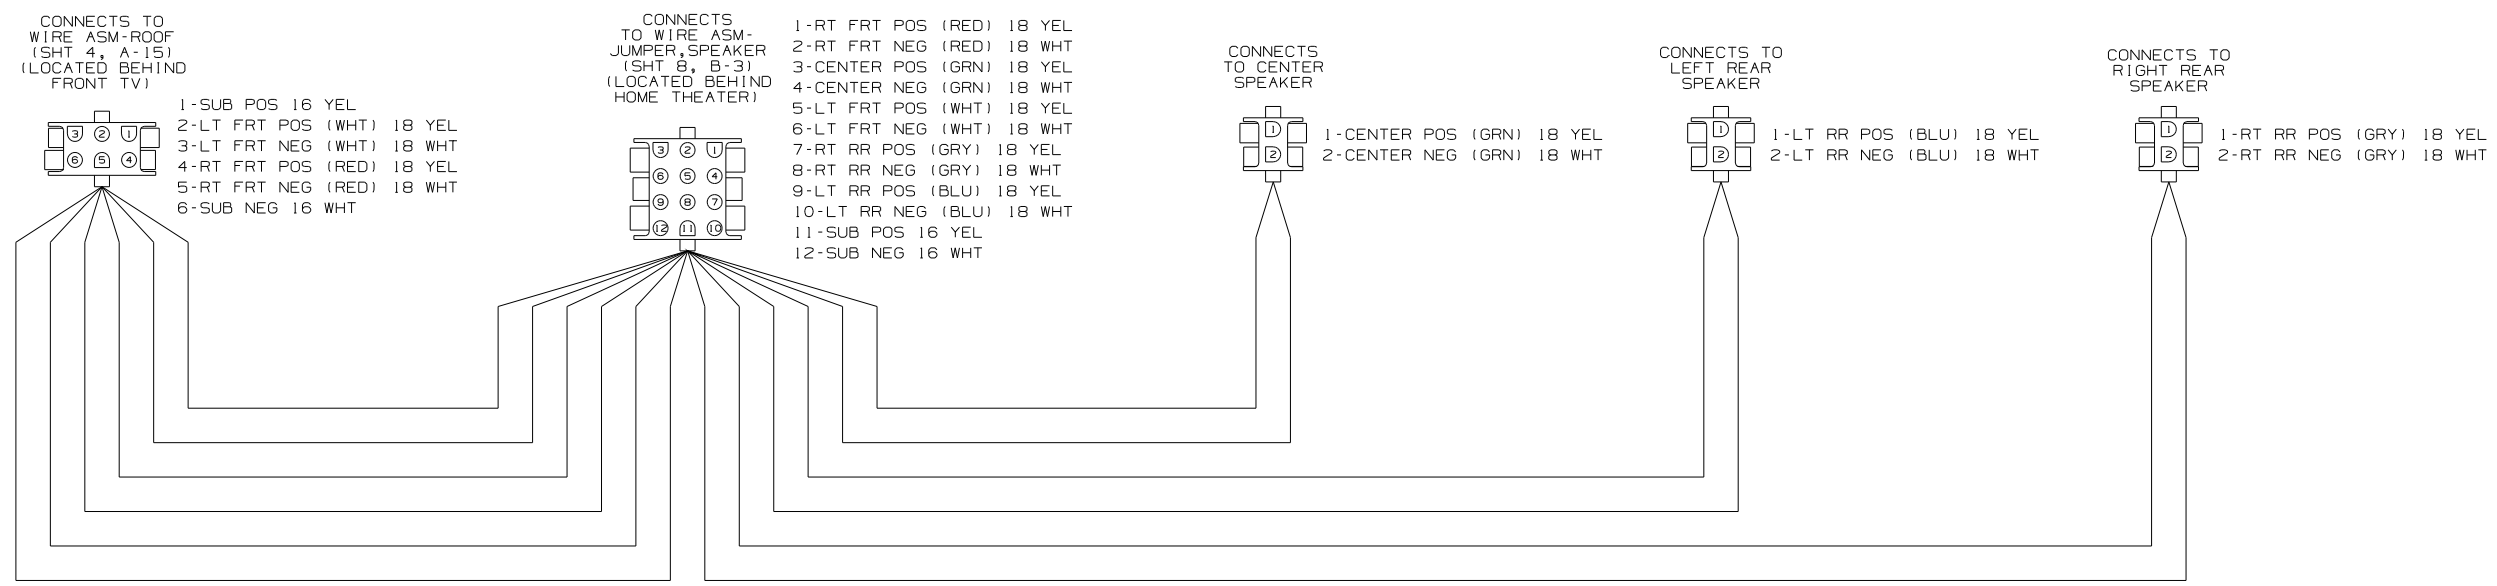 CONNECTS TO
WIRE ASM-ROOF
(SHT 4, A-15)
(LOCATED BEHIND
FRONT TV)
3 2 1
6 5 4
1-SUB POS 16 YEL
2-LT FRT POS (WHT) 18 YEL
3-LT FRT NEG (WHT) 18 WHT
4-RT FRT POS (RED) 18 YEL
5-RT FRT NEG (RED) 18 WHT
6-SUB NEG 16 WHT
CONNECTS
TO WIRE ASM-
JUMPER,SPEAKER
(SHT 8, B-3)
(LOCATED BEHIND
HOME THEATER)
3 2 1
6 5 4
9 8 7
12 11 10
1-RT FRT POS (RED) 18 YEL
2-RT FRT NEG (RED) 18 WHT
3-CENTER POS (GRN) 18 YEL
4-CENTER NEG (GRN) 18 WHT
5-LT FRT POS (WHT) 18 YEL
6-LT FRT NEG (WHT) 18 WHT
7-RT RR POS (GRY) 18 YEL
8-RT RR NEG (GRY) 18 WHT
9-LT RR POS (BLU) 18 YEL
10-LT RR NEG (BLU) 18 WHT
11-SUB POS 16 YEL
12-SUB NEG 16 WHT
CONNECTS
TO CENTER
SPEAKER
1
2
1-CENTER POS (GRN) 18 YEL
2-CENTER NEG (GRN) 18 WHT
CONNECTS TO
LEFT REAR
SPEAKER
1
2
1-LT RR POS (BLU) 18 YEL
2-LT RR NEG (BLU) 18 WHT
CONNECTS TO
RIGHT REAR
SPEAKER
1
2
1-RT RR POS (GRY) 18 YEL
2-RT RR NEG (GRY) 18 WHT